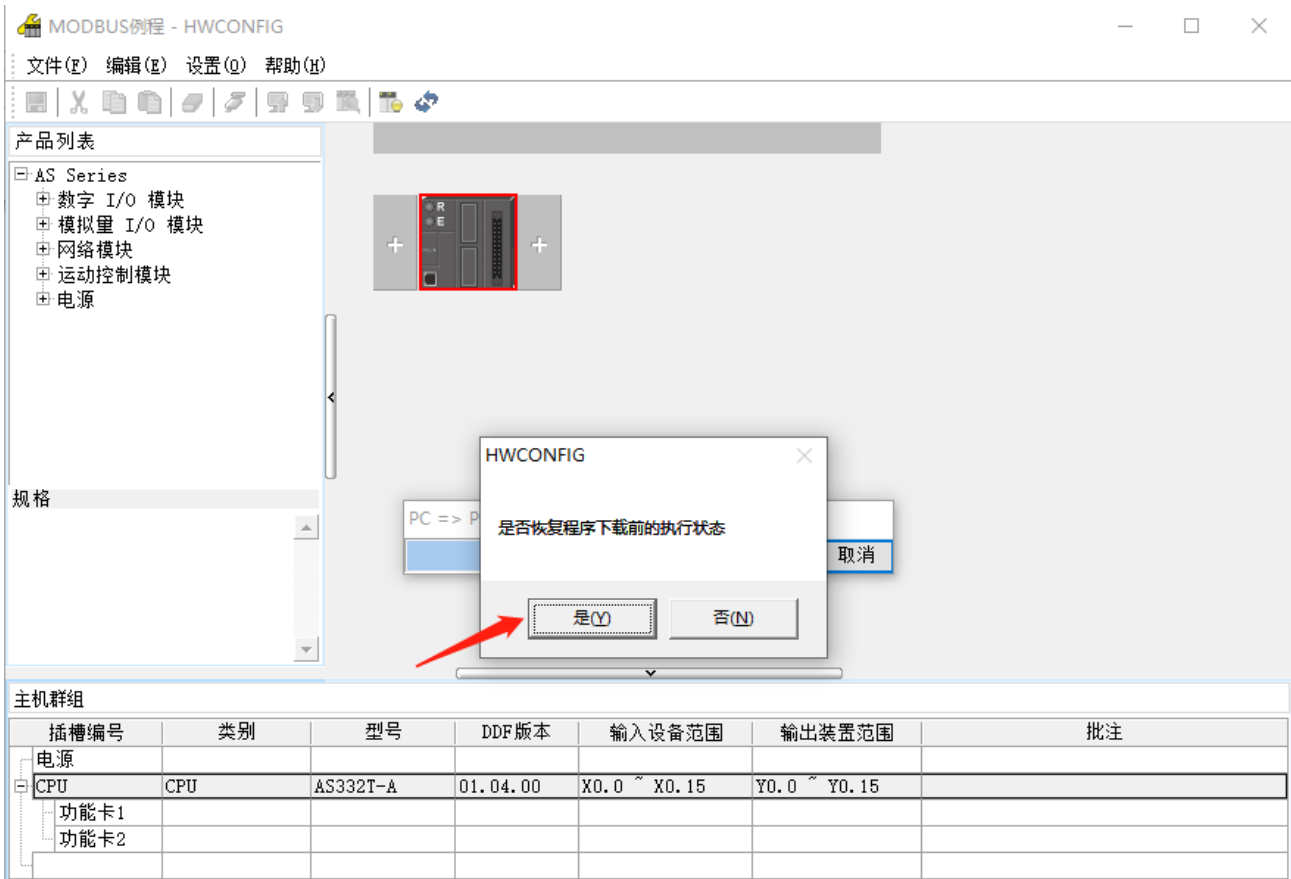 MODBUS例程 - HWCONFIG
文件(F) 编辑(E) 设置(O) 帮助(H)
产品列表
AS Series
数字 I/O 模块
模拟量 I/O 模块
网络模块
运动控制模块
电源
R
E
规格
HWCONFIG
PC => P
是否恢复程序下载前的执行状态
取消
是(Y) 否(N)
主机群组
插槽编号 类别 型号 DDF版本 输入设备范围 输出装置范围 批注
电源
CPU CPU AS332T-A 01.04.00 X0.0 ~ X0.15 Y0.0 ~ Y0.15
功能卡1
功能卡2